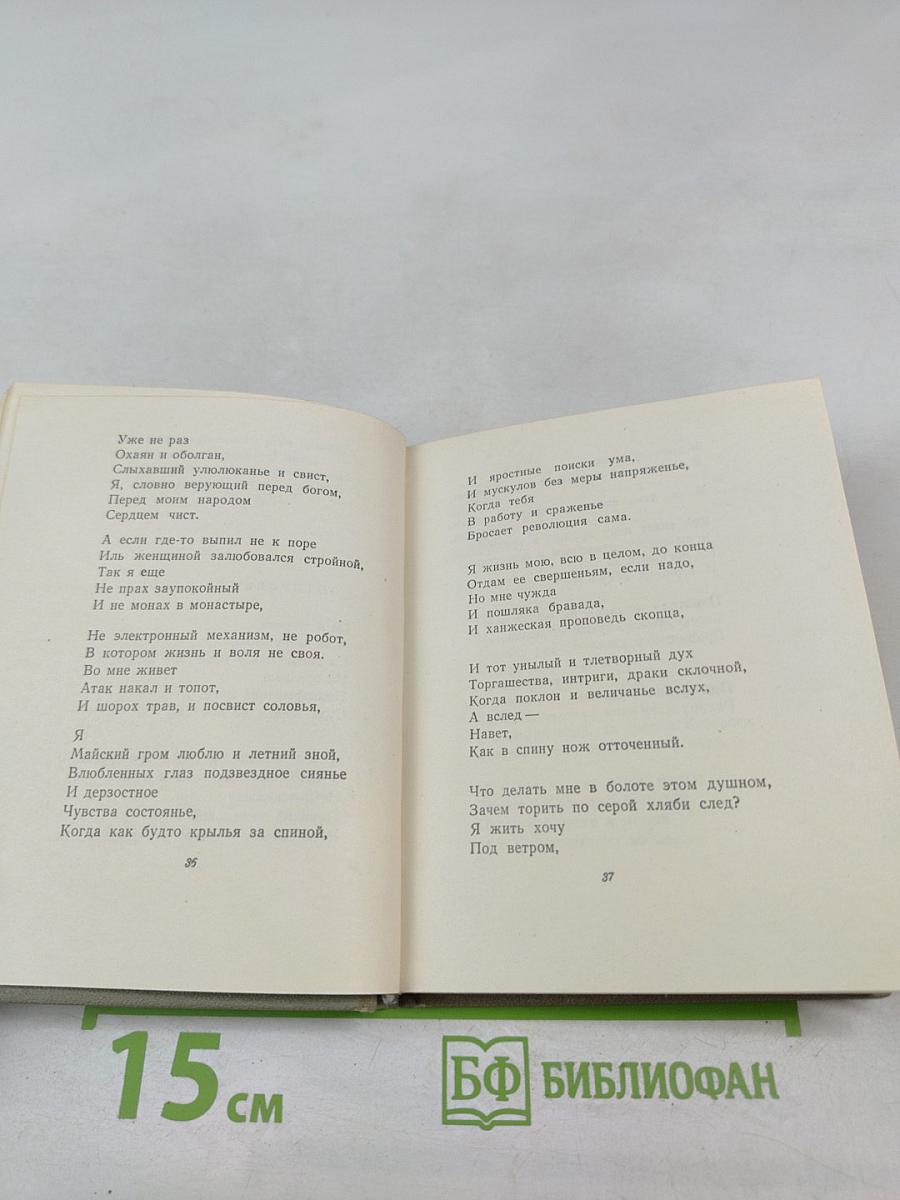 Уже не раз
Охаян и оболган,
Слыхавший улюлюканье и свист,
Я, словно верующий перед богом,
Перед моим народом
Сердцем чист.
А если где-то выпил не к поре
Иль женщиной залюбовался стройной,
Так я еще
Не прах заупокойный
И не монах в монастыре,
Не электронный механизм, не робот,
В котором жизнь и воля не своя.
Во мне живет
Атак накал и топот,
И шорох трав, и посвист соловья,
Я
Майский гром люблю и летний зной,
Влюбленных глаз подзвездное сиянье
И дерзостное
Чувства состоянье,
Когда как будто крылья за спиной,
36
И яростные поиски ума,
И мускулов без меры напряженье,
Когда тебя
В работу и сраженье
Бросает революция сама.
Я жизнь мою, всю в целом, до конца
Отдам ее свершеньям, если надо,
Но мне чужда
И пошляка бравада,
И ханжеская проповедь скопца,
И тот унылый и тлетворный дух
Торгашества, интриги, драки склочной,
Когда поклон и величанье вслух,
А вслед —
Навет,
Как в спину нож отточенный.
Что делать мне в болоте этом душном,
Зачем торить по серой хляби след?
Я жить хочу
Под ветром,
37
15 см
БФ БИБЛИОФАН